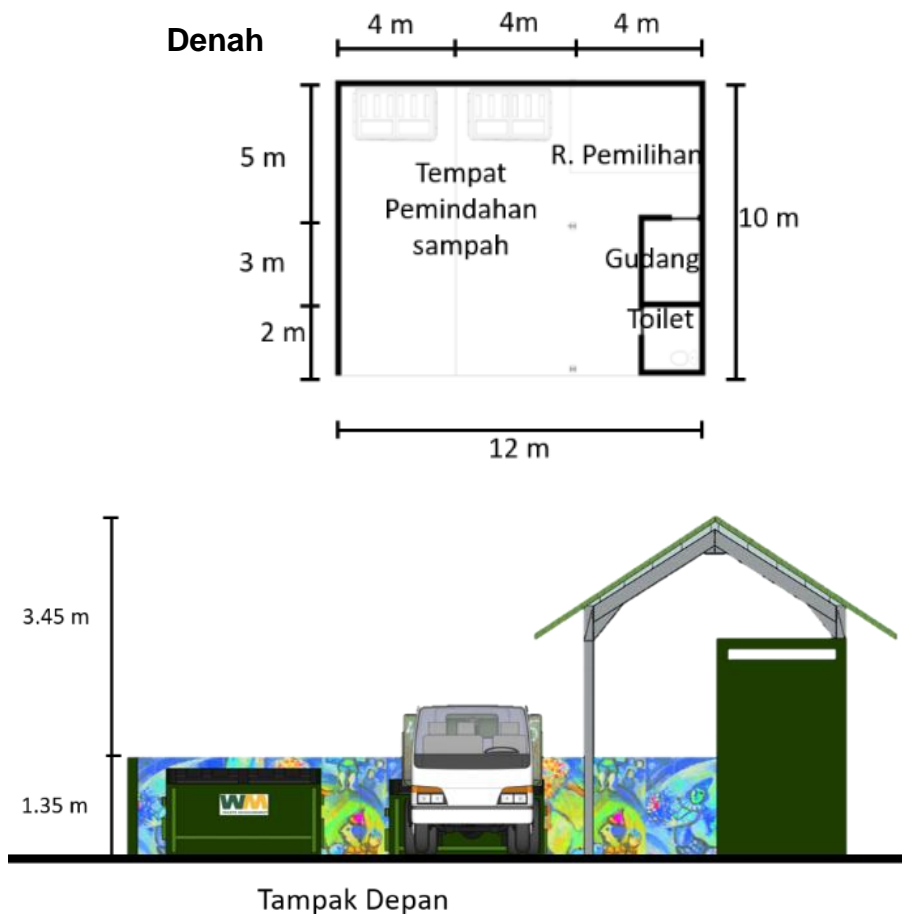 Denah
4 m
4m
4 m
5 m
3 m
2 m
R. Pemilihan
Tempat
Pemindahan
sampah
Gudang
Toilet
10 m
12 m
3.45 m
1.35 m
WM
Tampak Depan